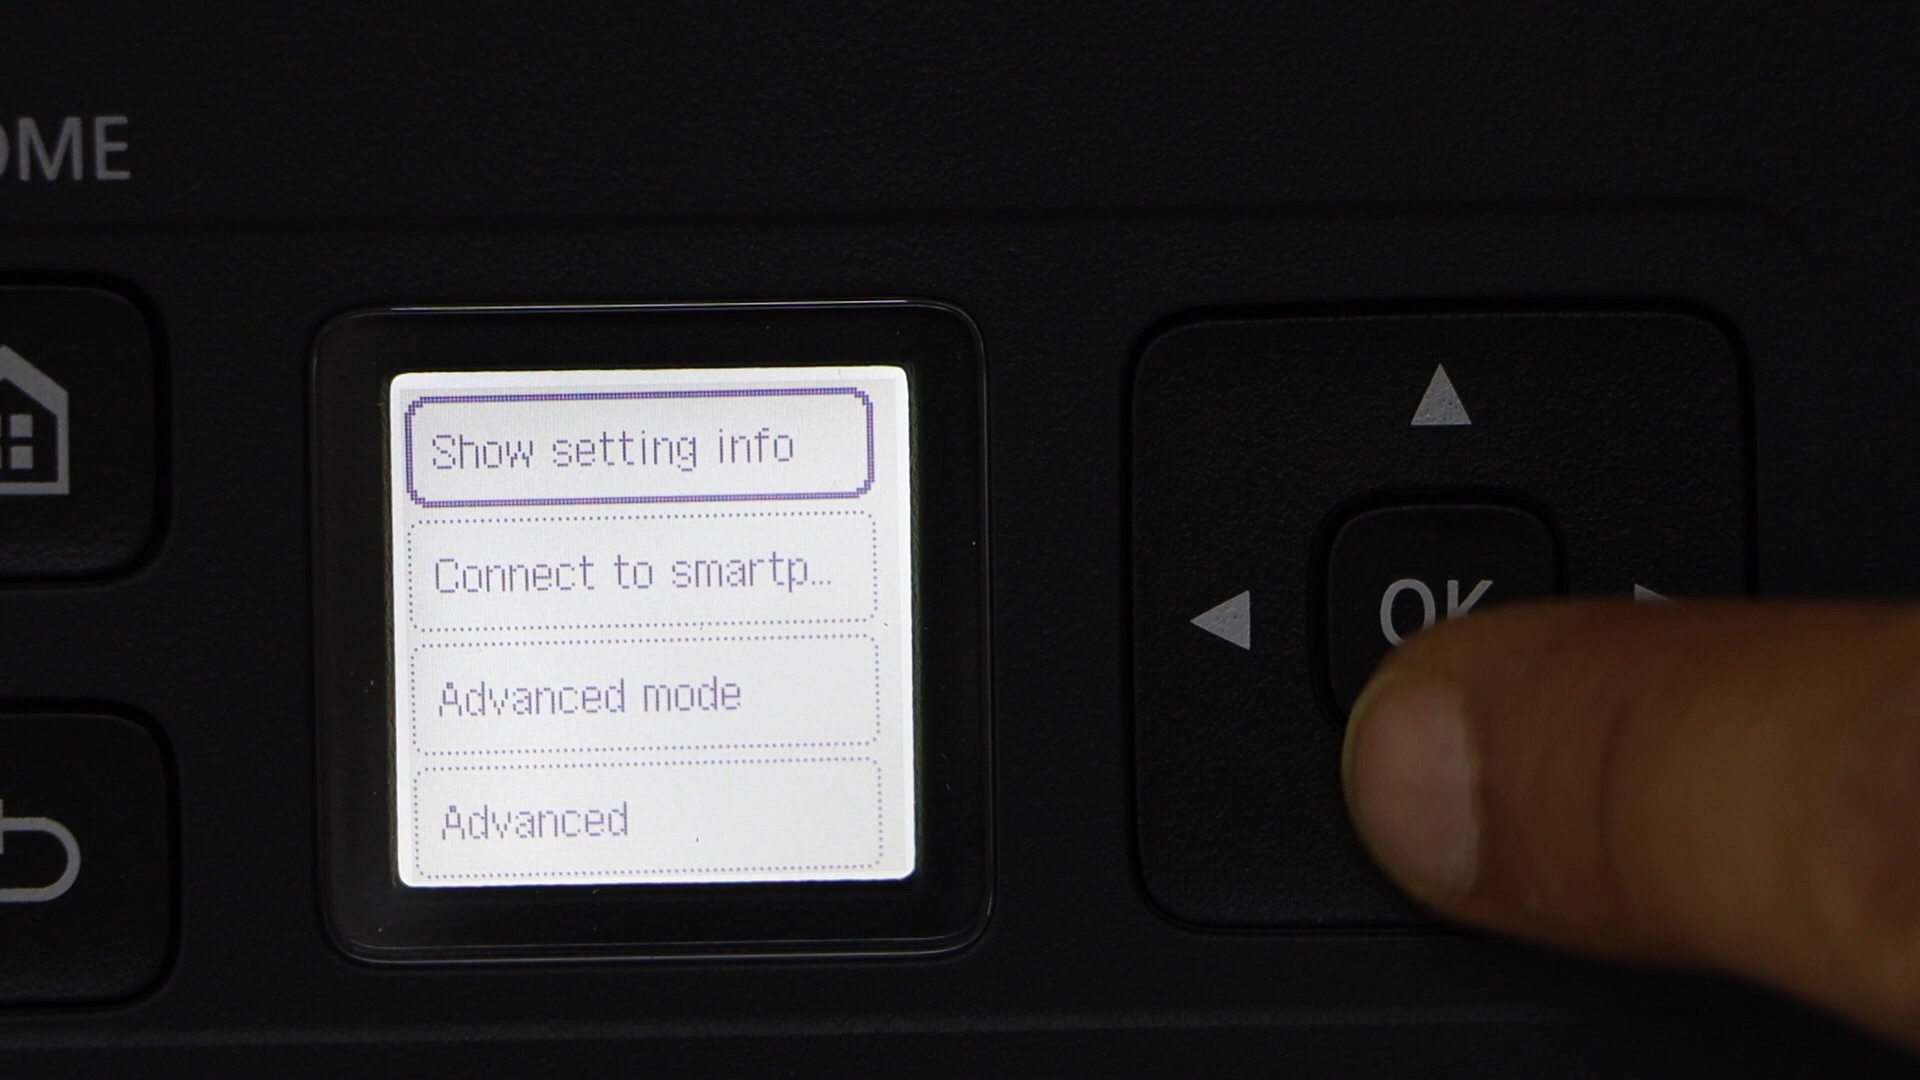 OME
Show setting info
Connect to smartp...
Advanced mode
Advanced
OK